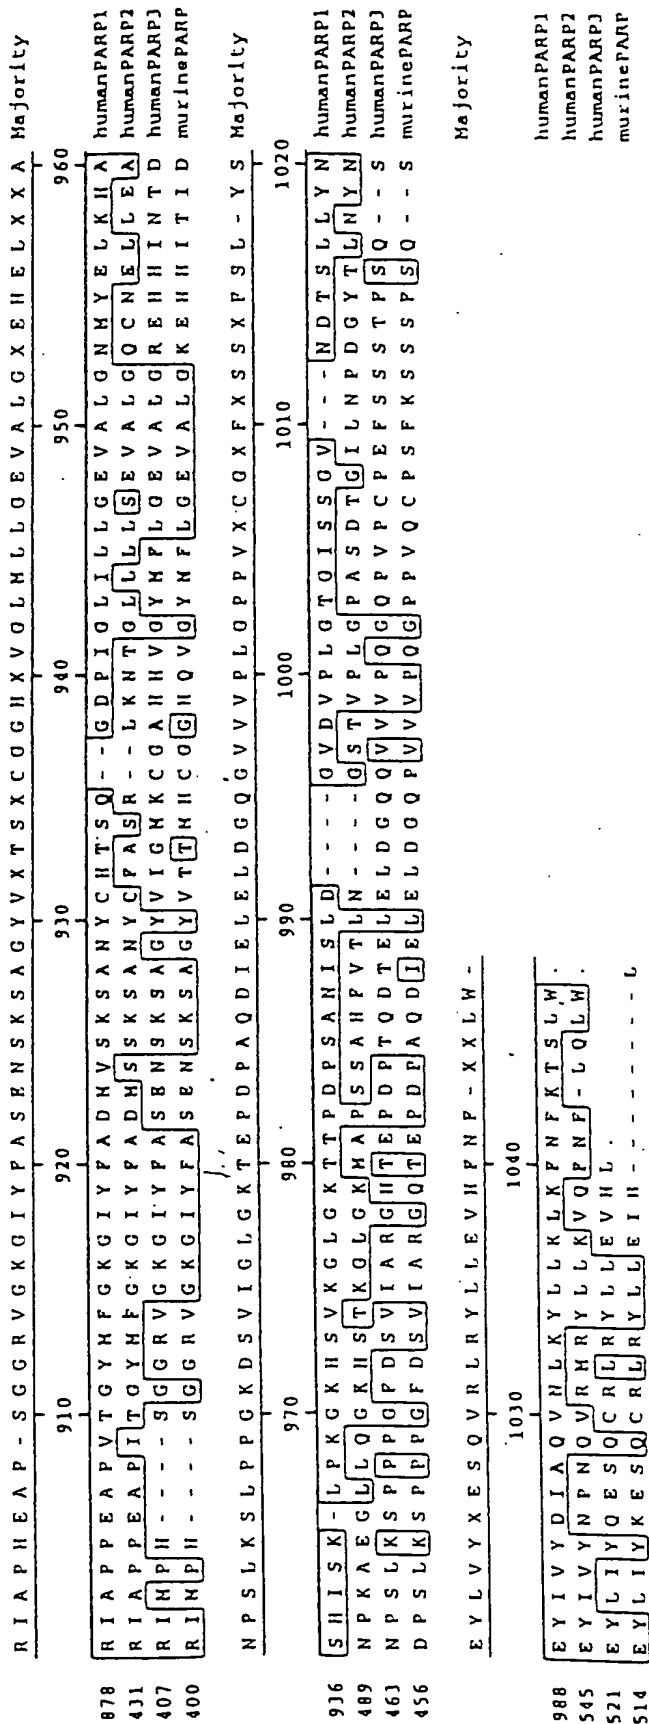 R I A P H E A P - S G G R V G K G I Y F A S E N S K S A G Y V X T S X C G G H X V G L M L L G E V A L G X E H E L X X A Majority
910 920 930 940 950 960
878 R I A P P E A P V T G Y M F G K G I Y F A D M V S K S A N Y C H T S Q - - G D P I G L I L L G E V A L G N M Y E L K H A humanPARP1
431 R I A P P E A P I T G Y M F G K G I Y F A D M S S K S A N Y C F A S R - - L K N T G L L L L S E V A L G Q C N E L L E A humanPARP2
407 R I M P H - - - - S G G R V G K G I Y F A S E N S K S A G Y V I G M K C G A H H V G Y M F L G E V A L G R E H H I N T D humanPARP3
400 R I M P H - - - - S G G R V G K G I Y F A S E N S K S A G Y V T T M H C G G H Q V G Y M F L G E V A L G K E H H I T I D murinePARP
N P S L K S L P P G K D S V I G L G K T E P D P A Q D I E L E L D G Q G V V V P L G P P V X C Q X F X S S X F S L - Y S Majority
970 980 990 1000 1010 1020
936 S H I S K - L P K G K H S V K G L G K T T P D P S A N I S L D - - - - G V D V P L G T G I S S G V - - - N D T S L L Y N humanPARP1
489 N P K A E G L L Q G K H S T K G L G K M A P S S A H F V T L N - - - - G S T V P L G P A S D T G I L N P D G Y T L N Y N humanPARP2
463 N P S L K S P P P G F D S V I A R G H T E P D P T Q D T E L E L D G Q Q V V V P Q G Q P V P C P E F S S S T F S Q - - S humanPARP3
456 D P S L K S P P P G F D S V I A R G Q T E P D P A Q D I E L E L D G Q P V V V P Q G P P V Q C P S F K S S S F S Q - - S murinePARP
E Y L V Y X E S Q V R L R Y L L E V H F N F - X X L W - Majority
1030 1040
988 E Y I V Y D I A Q V N L K Y L L K L K F N F K T S L W . humanPARP1
545 E Y I V Y N P N Q V R M R Y L L K V Q F N F - L Q L W . humanPARP2
521 E Y L I Y Q E S Q C R L R Y L L E V H L . humanPARP3
514 E Y L I Y K E S Q C R L R Y L L E I H - - - - - - - L murinePARP